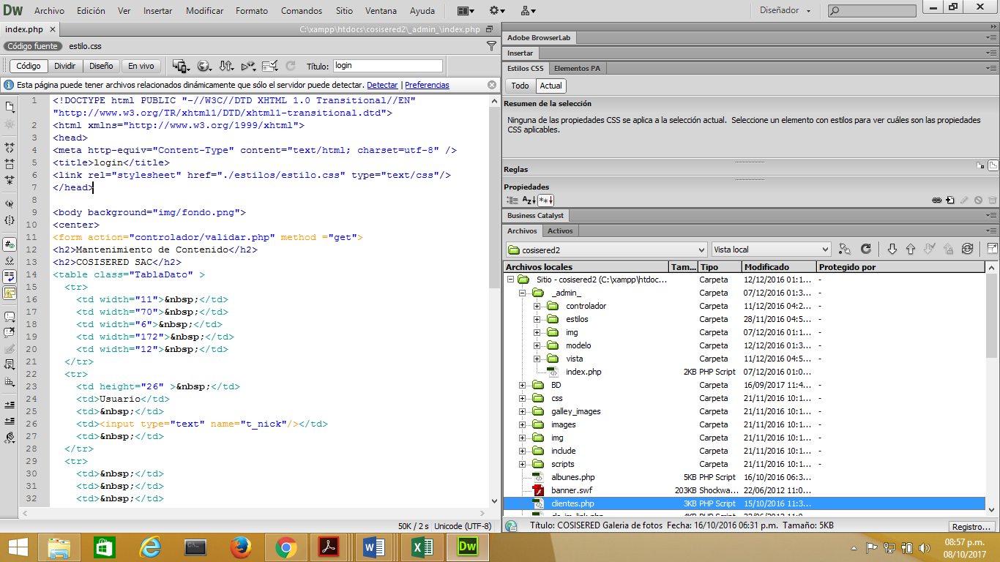 Dw Archivo Edición Ver Insertar Modificar Formato Comandos Sitio Ventana Ayuda Diseñador
index.php C:\xampp\htdocs\cosisered2\_admin_\index.php
Código fuente estilo.css
Código Dividir Diseño En vivo Título: login
Esta página puede tener archivos relacionados dinámicamente que sólo el servidor puede detectar. Detectar | Preferencias
1 <!DOCTYPE html PUBLIC "-//W3C//DTD XHTML 1.0 Transitional//EN"
"http://www.w3.org/TR/xhtml1/DTD/xhtml1-transitional.dtd">
2 <html xmlns="http://www.w3.org/1999/xhtml">
3 <head>
4 <meta http-equiv="Content-Type" content="text/html; charset=utf-8" />
5 <title>login</title>
6 <link rel="stylesheet" href="./estilos/estilo.css" type="text/css"/>
7 </head>
8
9 <body background="img/fondo.png">
10 <center>
11 <form action="controlador/validar.php" method ="get">
12 <h2>Mantenimiento de Contenido</h2>
13 <h2>COSISERED SAC</h2>
14 <table class="TablaDato" >
15 <tr>
16 <td width="11">&nbsp;</td>
17 <td width="70">&nbsp;</td>
18 <td width="6">&nbsp;</td>
19 <td width="172">&nbsp;</td>
20 <td width="12">&nbsp;</td>
21 </tr>
22 <tr>
23 <td height="26" >&nbsp;</td>
24 <td>Usuario</td>
25 <td>&nbsp;</td>
26 <td><input type="text" name="t_nick"/></td>
27 <td>&nbsp;</td>
28 </tr>
29 <tr>
30 <td>&nbsp;</td>
31 <td>&nbsp;</td>
32 <td>&nbsp;</td>
50K / 2 s Unicode (UTF-8)
Adobe BrowserLab
Insertar
Estilos CSS Elementos PA
Todo Actual
Resumen de la selección
Ninguna de las propiedades CSS se aplica a la selección actual. Seleccione un elemento con estilos para ver cuáles son las propiedades
CSS aplicables.
Reglas
Propiedades
Business Catalyst
Archivos Activos
cosisered2 Vista local
Archivos locales Tam... Tipo Modificado Protegido por
Sitio - cosisered2 (C:\xampp\htdoc... Carpeta 12/12/2016 01:1... -
_admin_ Carpeta 07/12/2016 01:3... -
controlador Carpeta 11/12/2016 04:2... -
estilos Carpeta 28/11/2016 04:5... -
img Carpeta 07/12/2016 01:1... -
modelo Carpeta 12/12/2016 01:3... -
vista Carpeta 11/12/2016 04:5... -
index.php 2KB PHP Script 07/12/2016 01:0... -
BD Carpeta 16/09/2017 11:4... -
css Carpeta 21/11/2016 10:1... -
galley_images Carpeta 21/11/2016 10:1... -
images Carpeta 21/11/2016 10:1... -
img Carpeta 21/11/2016 10:1... -
include Carpeta 21/11/2016 10:1... -
scripts Carpeta 21/11/2016 10:1... -
albunes.php 5KB PHP Script 16/10/2016 06:3...
banner.swf 203KB Shockwa... 22/06/2012 11:0...
clientes.php 3KB PHP Script 15/10/2016 11:3...
Título: COSISERED Galeria de fotos Fecha: 16/10/2016 06:31 p.m. Tamaño: 5KB
Registro...
08:57 p.m.
08/10/2017